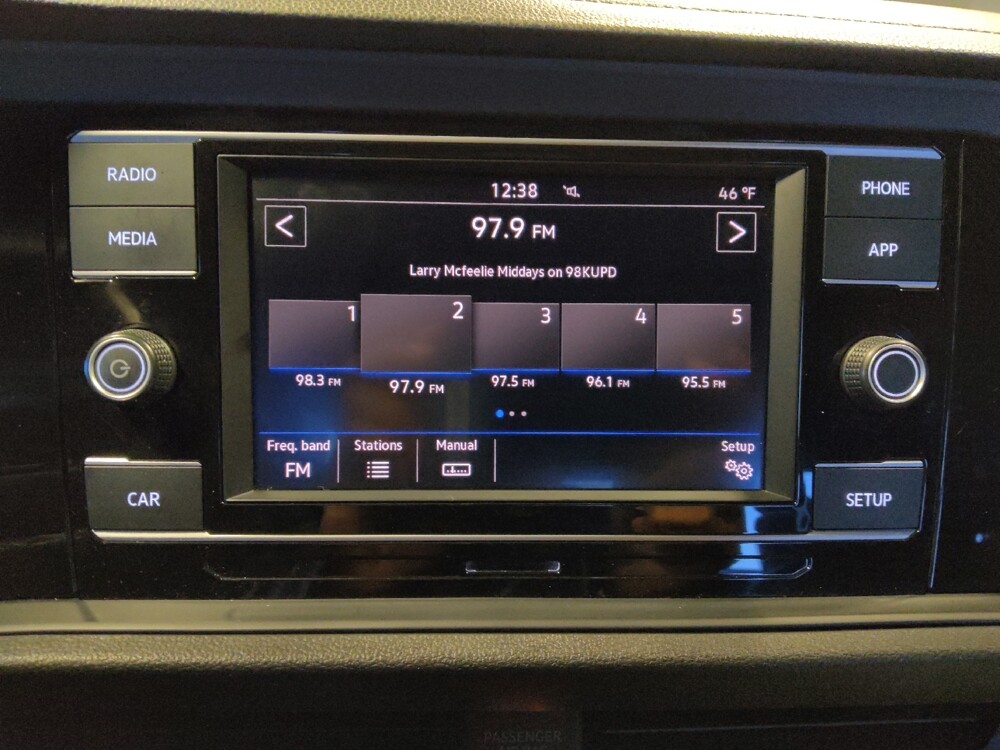 RADIO
MEDIA
CAR
PHONE
APP
SETUP
12:38 46 °F
< 97.9 FM >
Larry Mcfeelie Middays on 98KUPD
1 2 3 4 5
98.3 FM 97.9 FM 97.5 FM 96.1 FM 95.5 FM
Freq. band Stations Manual Setup
FM
PASSENGER